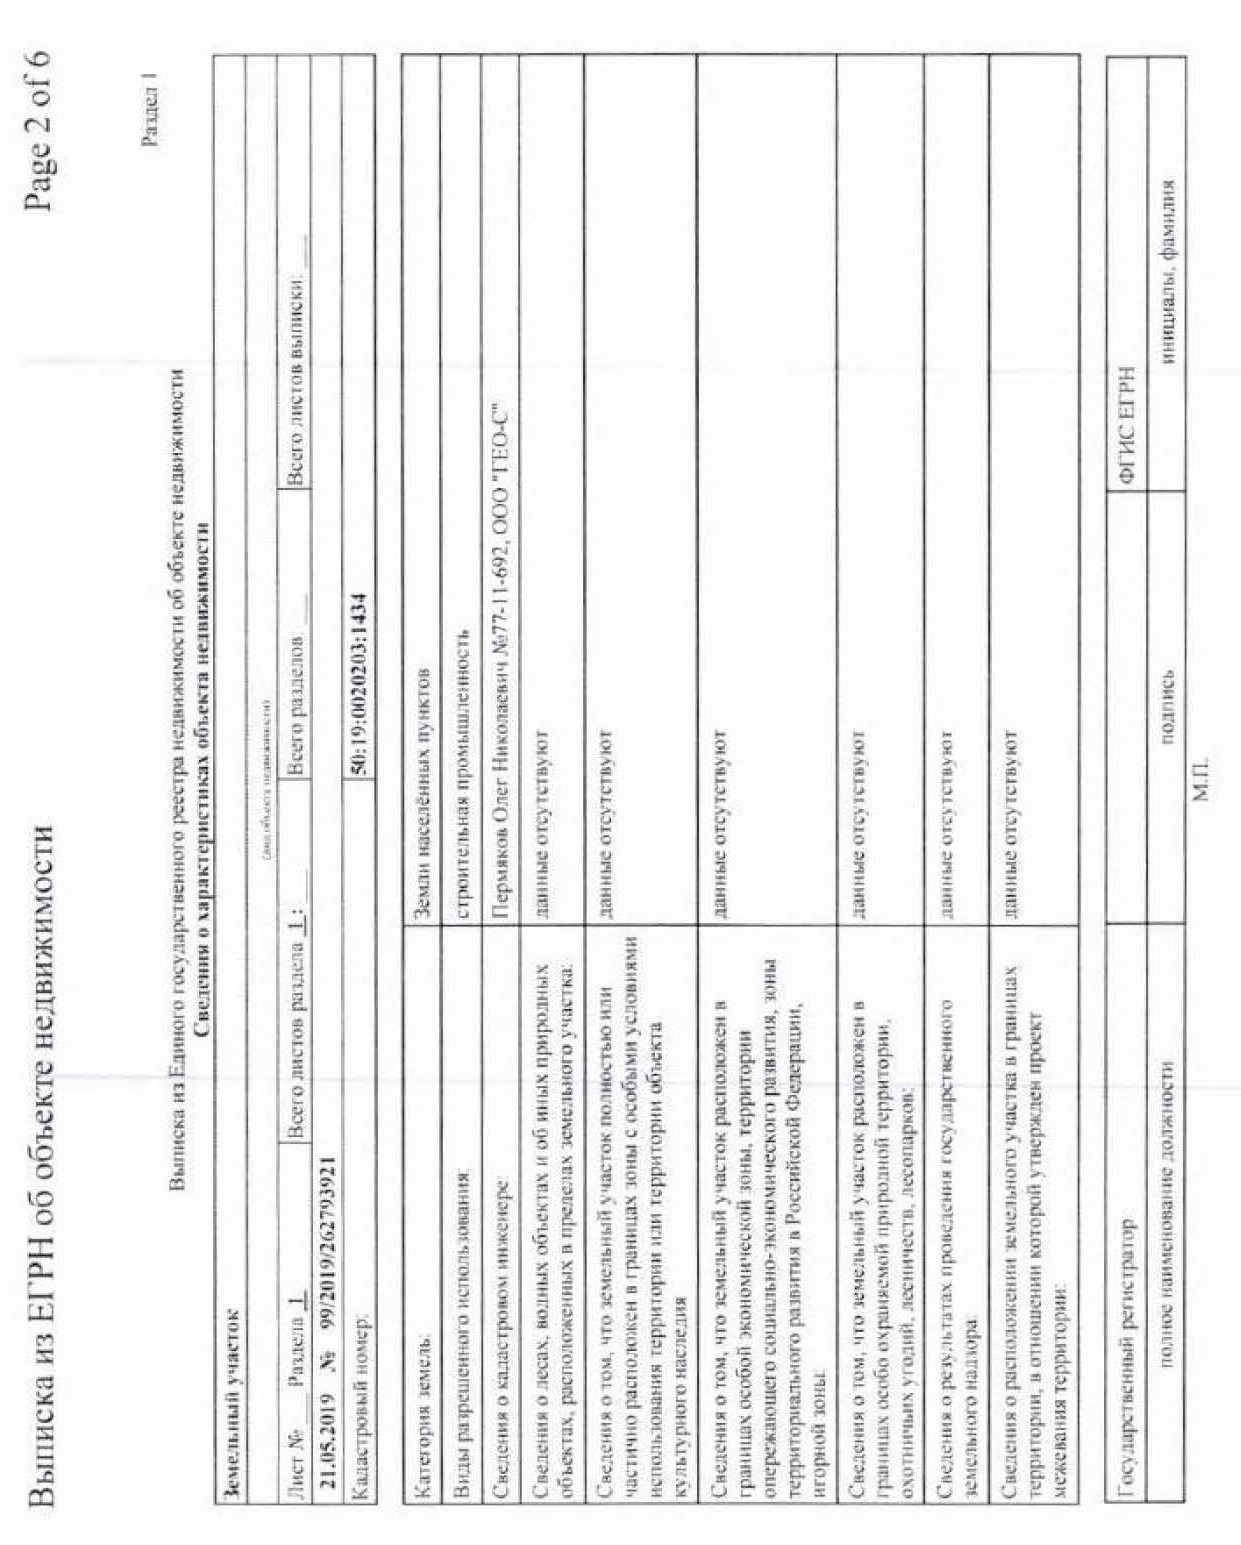 Выписка из ЕГРН об объекте недвижимости
Page 2 of 6
Раздел 1
Выписка из Единого государственного реестра недвижимости об объекте недвижимости
Сведения о характеристиках объекта недвижимости
Земельный участок
(вид объекта недвижимости)
Лист № ___ Раздела 1
Всего листов раздела 1: ___
Всего разделов ___
Всего листов выписки: ___
21.05.2019 № 99/2019/262793921
Кадастровый номер:
50:19:0020203:1434
Категория земель:
Земли населённых пунктов
Виды разрешенного использования:
строительная промышленность
Сведения о кадастровом инженере:
Пермяков Олег Николаевич №77-11-692, ООО "ГЕО-С"
Сведения о лесах, водных объектах и об иных природных
объектах, расположенных в пределах земельного участка:
данные отсутствуют
Сведения о том, что земельный участок полностью или
частично расположен в границах зоны с особыми условиями
использования территории или территории объекта
культурного наследия
данные отсутствуют
Сведения о том, что земельный участок расположен в
границах особой экономической зоны, территории
опережающего социально-экономического развития, зоны
территориального развития в Российской Федерации,
игорной зоны:
данные отсутствуют
Сведения о том, что земельный участок расположен в
границах особо охраняемой природной территории,
охотничьих угодий, лесничеств, лесопарков:
данные отсутствуют
Сведения о результатах проведения государственного
земельного надзора:
данные отсутствуют
Сведения о расположении земельного участка в границах
территории, в отношении которой утвержден проект
межевания территории:
данные отсутствуют
Государственный регистратор
ФГИС ЕГРН
полное наименование должности
подпись
инициалы, фамилия
М.П.